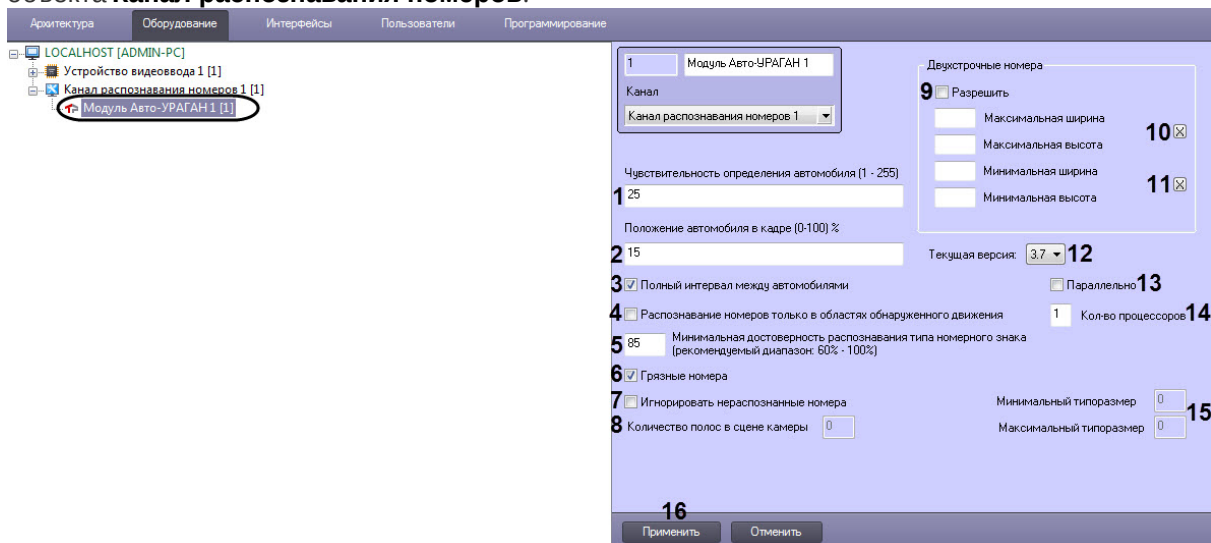 объекта Канал распознавания номеров.
Архитектура Оборудование Интерфейсы Пользователи Программирование
LOCALHOST [ADMIN-PC]
Устройство видеоввода 1 [1]
Канал распознавания номеров 1 [1]
Модуль Авто-УРАГАН 1 [1]
1 Модуль Авто-УРАГАН 1
Канал
Канал распознавания номеров 1
Двухстрочные номера
9 Разрешить
Максимальная ширина
10
Максимальная высота
Минимальная ширина
11
Минимальная высота
Чувствительность определения автомобиля (1 - 255)
1 25
Положение автомобиля в кадре (0-100) %
2 15
Текущая версия: 3.7 12
3 Полный интервал между автомобилями
Параллельно 13
4 Распознавание номеров только в областях обнаруженного движения
1 Кол-во процессоров 14
5 85 Минимальная достоверность распознавания типа номерного знака
(рекомендуемый диапазон: 60% - 100%)
6 Грязные номера
7 Игнорировать нераспознанные номера
Минимальный типоразмер 0
15
8 Количество полос в сцене камеры 0
Максимальный типоразмер 0
16
Применить Отменить